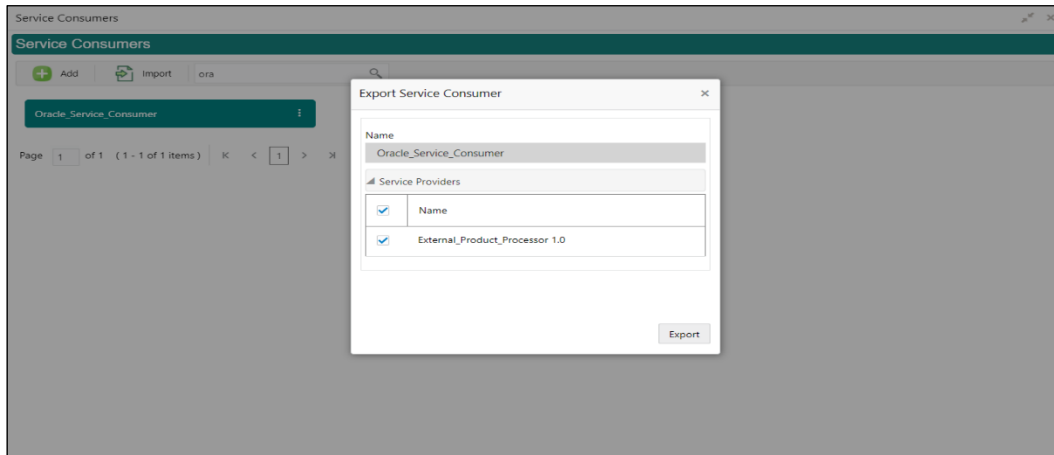 Service Consumers
Service Consumers
Add Import ora
Oracle_Service_Consumer
Page 1 of 1 (1 - 1 of 1 items) K < 1 > >|
Export Service Consumer ×
Name
Oracle_Service_Consumer
Service Providers
Name
External_Product_Processor 1.0
Export